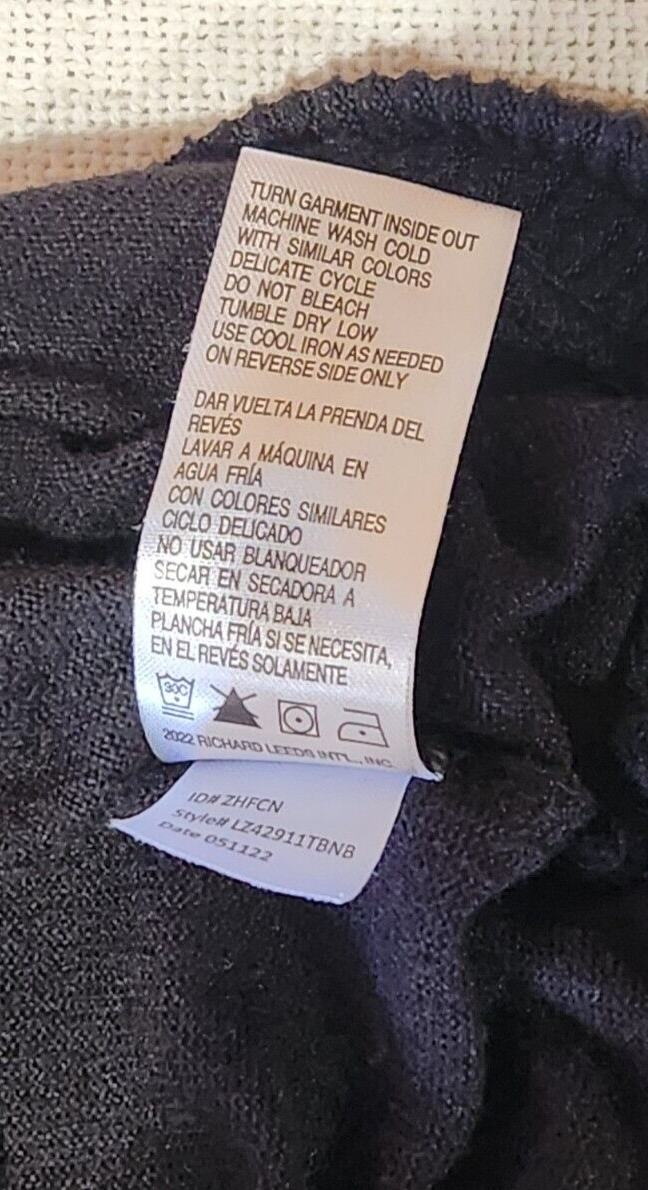 TURN GARMENT INSIDE OUT
MACHINE WASH COLD
WITH SIMILAR COLORS
DELICATE CYCLE
DO NOT BLEACH
TUMBLE DRY LOW
USE COOL IRON AS NEEDED
ON REVERSE SIDE ONLY
DAR VUELTA LA PRENDA DEL
REVÉS
LAVAR A MÁQUINA EN
AGUA FRÍA
CON COLORES SIMILARES
CICLO DELICADO
NO USAR BLANQUEADOR
SECAR EN SECADORA A
TEMPERATURA BAJA
PLANCHA FRÍA SI SE NECESITA,
EN EL REVÉS SOLAMENTE
30C
2022 RICHARD LEEDS INT'L., INC.
ID# ZHFCN
Style# LZ42911TBNB
Date 051122